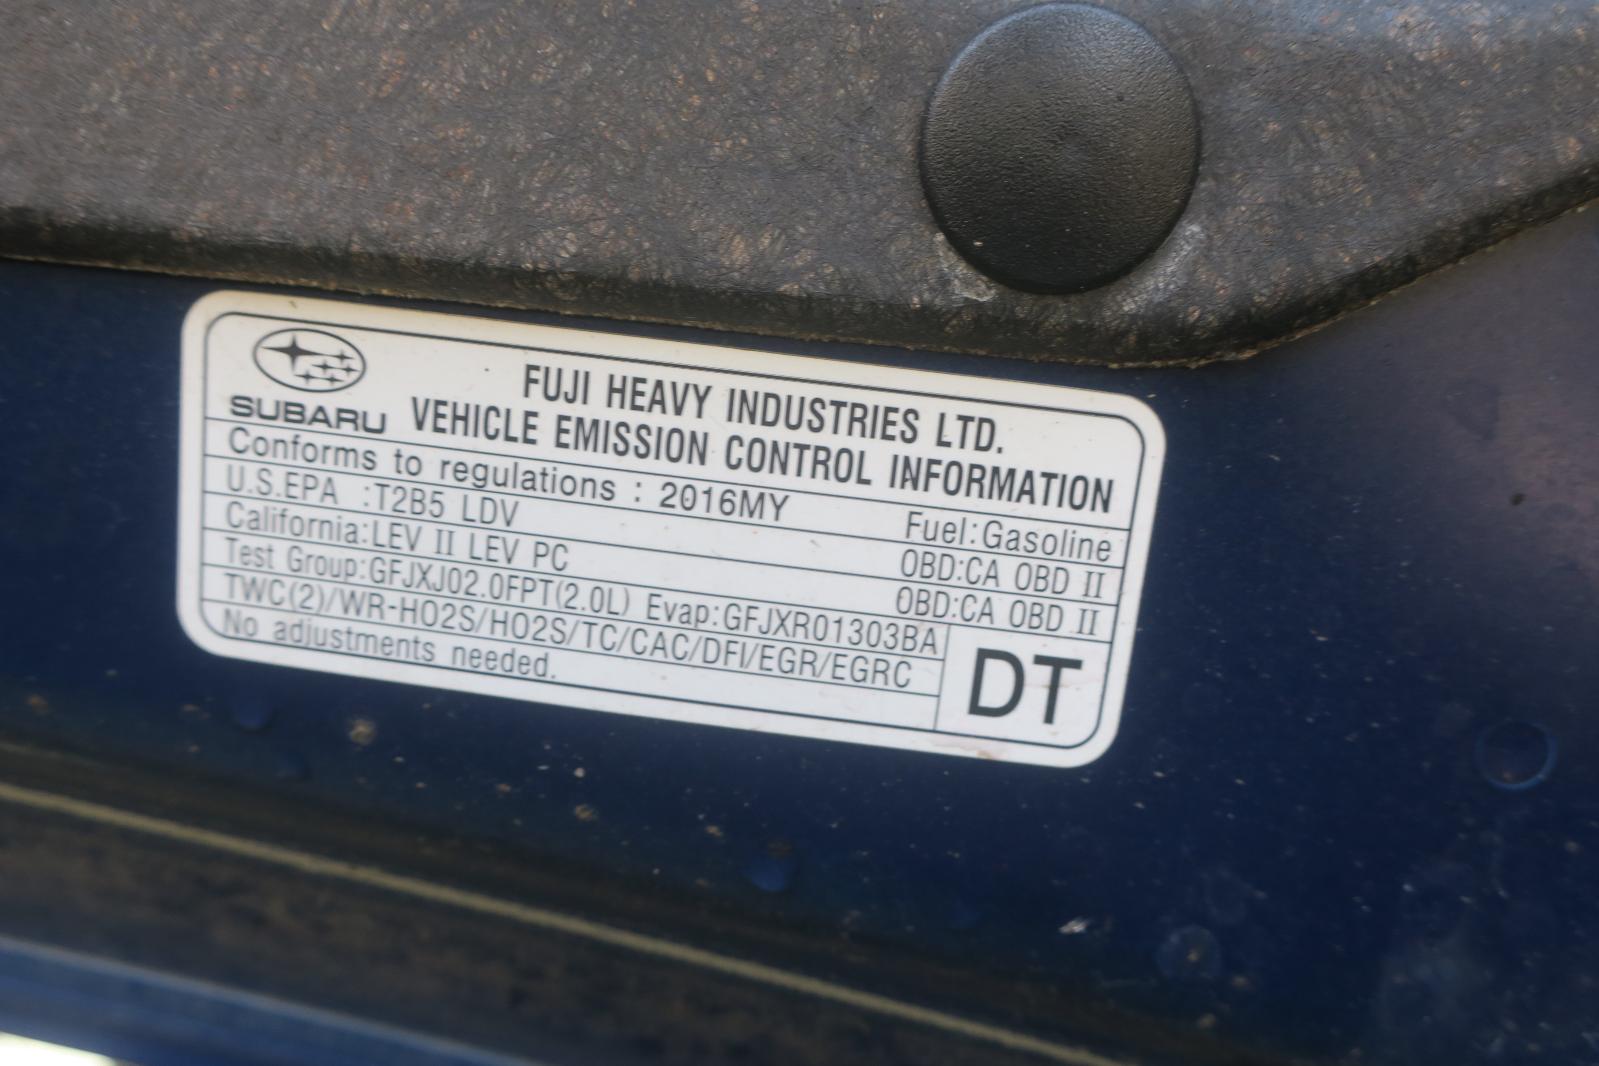 FUJI HEAVY INDUSTRIES LTD.
SUBARU VEHICLE EMISSION CONTROL INFORMATION
Conforms to regulations : 2016MY Fuel:Gasoline
U.S.EPA :T2B5 LDV OBD:CA OBD II
California:LEV II LEV PC OBD:CA OBD II
Test Group:GFJXJ02.0FPT(2.0L) Evap:GFJXR01303BA
TWC(2)/WR-HO2S/HO2S/TC/CAC/DFI/EGR/EGRC
No adjustments needed.
DT